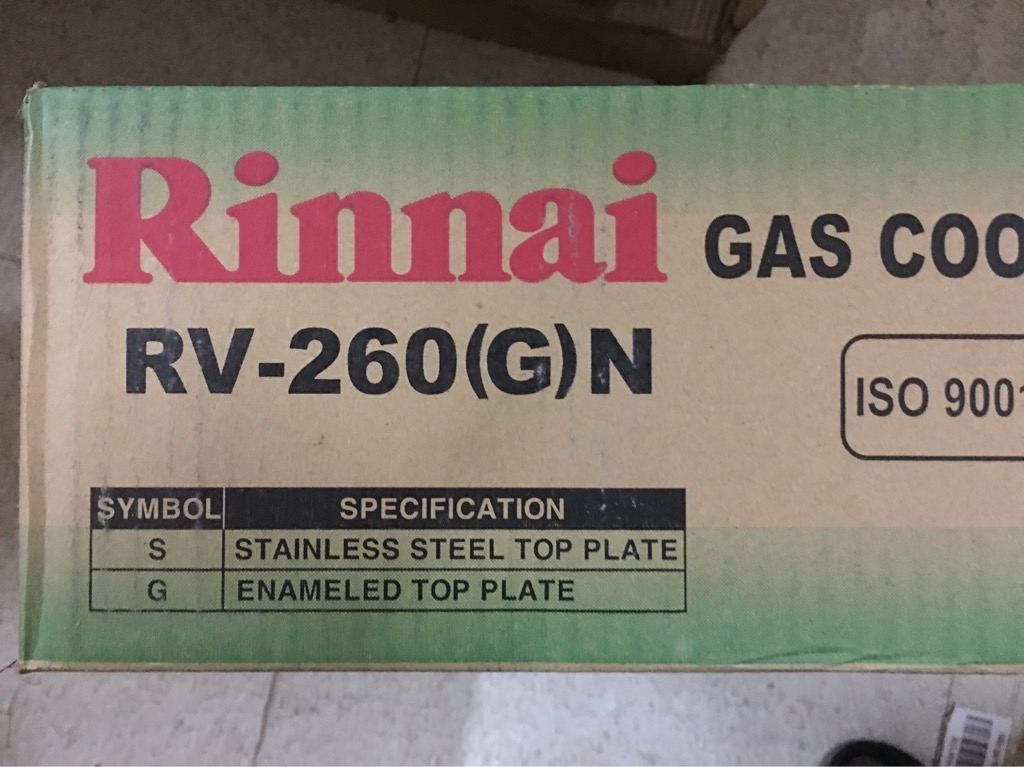 Rinnai GAS COO
RV-260(G)N
ISO 9001
SYMBOL SPECIFICATION
S STAINLESS STEEL TOP PLATE
G ENAMELED TOP PLATE